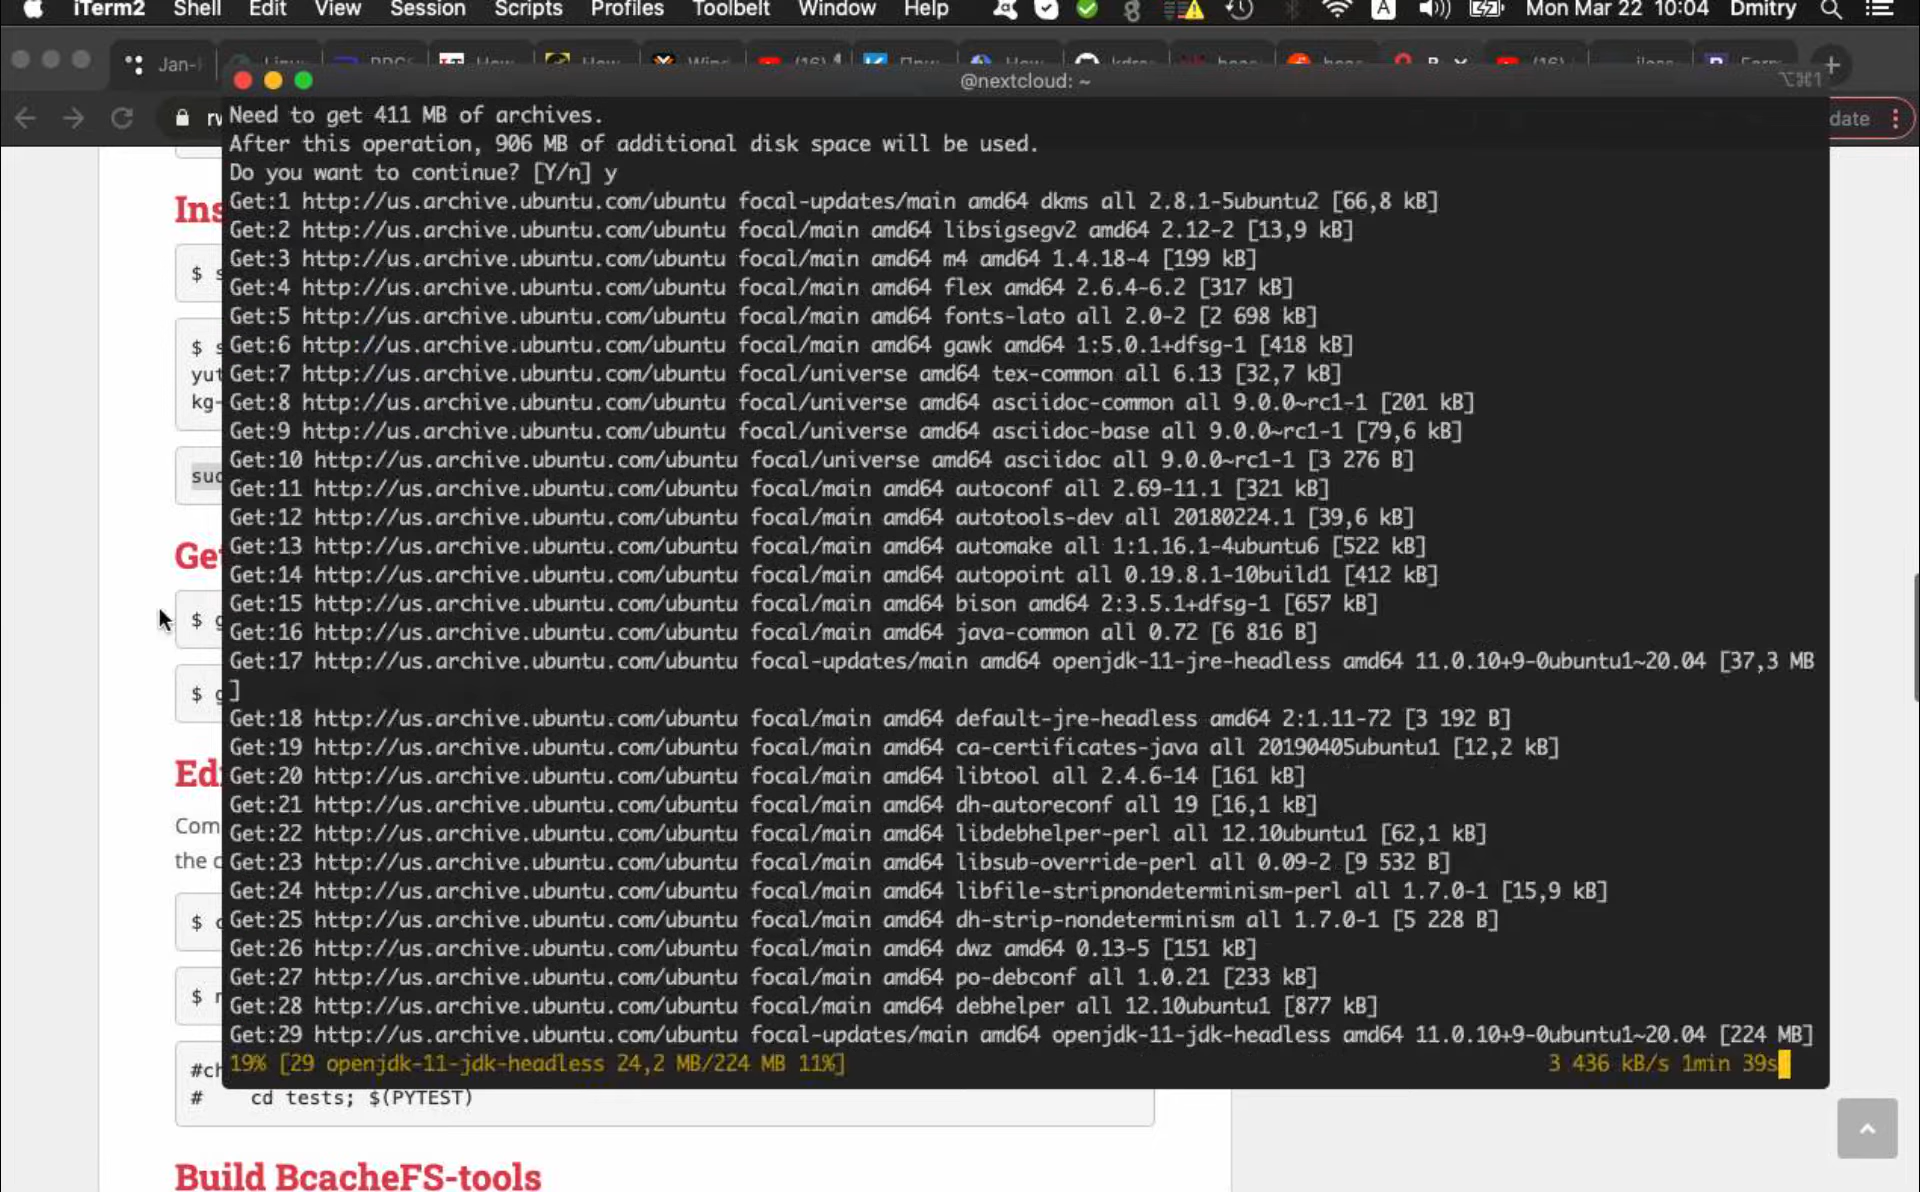 iTerm2 Shell Edit View Session Scripts Profiles Toolbelt Window Help A Mon Mar 22 10:04 Dmitry
Jan-
@nextcloud: ~ ⌥⌘1
date
Need to get 411 MB of archives.
After this operation, 906 MB of additional disk space will be used.
Do you want to continue? [Y/n] y
Get:1 http://us.archive.ubuntu.com/ubuntu focal-updates/main amd64 dkms all 2.8.1-5ubuntu2 [66,8 kB]
Get:2 http://us.archive.ubuntu.com/ubuntu focal/main amd64 libsigsegv2 amd64 2.12-2 [13,9 kB]
Get:3 http://us.archive.ubuntu.com/ubuntu focal/main amd64 m4 amd64 1.4.18-4 [199 kB]
Get:4 http://us.archive.ubuntu.com/ubuntu focal/main amd64 flex amd64 2.6.4-6.2 [317 kB]
Get:5 http://us.archive.ubuntu.com/ubuntu focal/main amd64 fonts-lato all 2.0-2 [2 698 kB]
Get:6 http://us.archive.ubuntu.com/ubuntu focal/main amd64 gawk amd64 1:5.0.1+dfsg-1 [418 kB]
Get:7 http://us.archive.ubuntu.com/ubuntu focal/universe amd64 tex-common all 6.13 [32,7 kB]
Get:8 http://us.archive.ubuntu.com/ubuntu focal/universe amd64 asciidoc-common all 9.0.0~rc1-1 [201 kB]
Get:9 http://us.archive.ubuntu.com/ubuntu focal/universe amd64 asciidoc-base all 9.0.0~rc1-1 [79,6 kB]
Get:10 http://us.archive.ubuntu.com/ubuntu focal/universe amd64 asciidoc all 9.0.0~rc1-1 [3 276 B]
Get:11 http://us.archive.ubuntu.com/ubuntu focal/main amd64 autoconf all 2.69-11.1 [321 kB]
Get:12 http://us.archive.ubuntu.com/ubuntu focal/main amd64 autotools-dev all 20180224.1 [39,6 kB]
Get:13 http://us.archive.ubuntu.com/ubuntu focal/main amd64 automake all 1:1.16.1-4ubuntu6 [522 kB]
Get:14 http://us.archive.ubuntu.com/ubuntu focal/main amd64 autopoint all 0.19.8.1-10build1 [412 kB]
Get:15 http://us.archive.ubuntu.com/ubuntu focal/main amd64 bison amd64 2:3.5.1+dfsg-1 [657 kB]
Get:16 http://us.archive.ubuntu.com/ubuntu focal/main amd64 java-common all 0.72 [6 816 B]
Get:17 http://us.archive.ubuntu.com/ubuntu focal-updates/main amd64 openjdk-11-jre-headless amd64 11.0.10+9-0ubuntu1~20.04 [37,3 MB
]
Get:18 http://us.archive.ubuntu.com/ubuntu focal/main amd64 default-jre-headless amd64 2:1.11-72 [3 192 B]
Get:19 http://us.archive.ubuntu.com/ubuntu focal/main amd64 ca-certificates-java all 20190405ubuntu1 [12,2 kB]
Get:20 http://us.archive.ubuntu.com/ubuntu focal/main amd64 libtool all 2.4.6-14 [161 kB]
Get:21 http://us.archive.ubuntu.com/ubuntu focal/main amd64 dh-autoreconf all 19 [16,1 kB]
Get:22 http://us.archive.ubuntu.com/ubuntu focal/main amd64 libdebhelper-perl all 12.10ubuntu1 [62,1 kB]
Get:23 http://us.archive.ubuntu.com/ubuntu focal/main amd64 libsub-override-perl all 0.09-2 [9 532 B]
Get:24 http://us.archive.ubuntu.com/ubuntu focal/main amd64 libfile-stripnondeterminism-perl all 1.7.0-1 [15,9 kB]
Get:25 http://us.archive.ubuntu.com/ubuntu focal/main amd64 dh-strip-nondeterminism all 1.7.0-1 [5 228 B]
Get:26 http://us.archive.ubuntu.com/ubuntu focal/main amd64 dwz amd64 0.13-5 [151 kB]
Get:27 http://us.archive.ubuntu.com/ubuntu focal/main amd64 po-debconf all 1.0.21 [233 kB]
Get:28 http://us.archive.ubuntu.com/ubuntu focal/main amd64 debhelper all 12.10ubuntu1 [877 kB]
Get:29 http://us.archive.ubuntu.com/ubuntu focal-updates/main amd64 openjdk-11-jdk-headless amd64 11.0.10+9-0ubuntu1~20.04 [224 MB]
19% [29 openjdk-11-jdk-headless 24,2 MB/224 MB 11%] 3 436 kB/s 1min 39s
Ins
$ s
$ s
yut
kg-
suc
Ge
$ g
$ g
Edi
Com
the c
$ c
$
#ch
# cd tests; $(PYTEST)
Build BcacheFS-tools